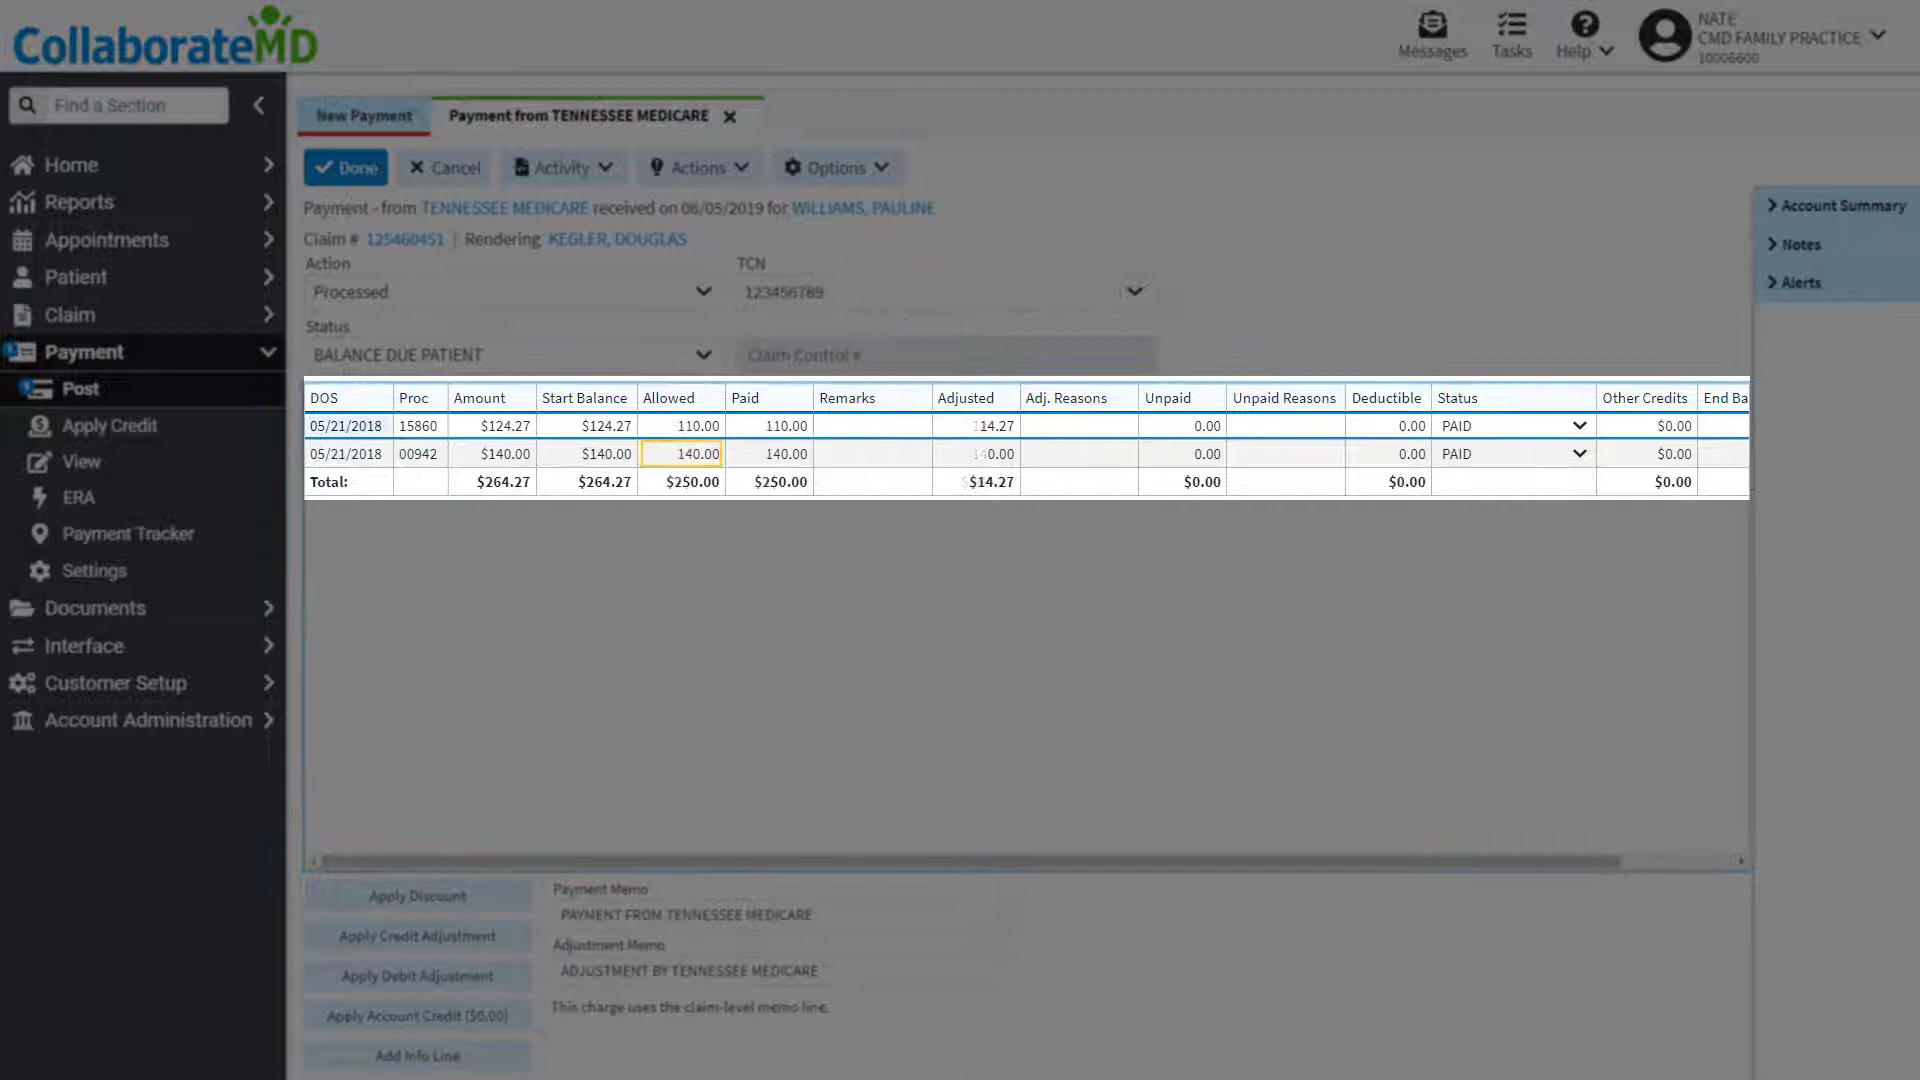 CollaborateMD
Messages
Tasks
Help
NATE
CMD FAMILY PRACTICE
10006600
Find a Section
Home
Reports
Appointments
Patient
Claim
Payment
Post
Apply Credit
View
ERA
Payment Tracker
Settings
Documents
Interface
Customer Setup
Account Administration
New Payment
Payment from TENNESSEE MEDICARE
Done
Cancel
Activity
Actions
Options
Payment - from TENNESSEE MEDICARE received on 06/05/2019 for WILLIAMS, PAULINE
Claim # 125460451 | Rendering KEGLER, DOUGLAS
Action
TCN
Processed
123456789
Status
BALANCE DUE PATIENT
Claim Control #
DOS Proc Amount Start Balance Allowed Paid Remarks Adjusted Adj. Reasons Unpaid Unpaid Reasons Deductible Status Other Credits End Ba
05/21/2018 15860 $124.27 $124.27 110.00 110.00 14.27 0.00 0.00 PAID $0.00
05/21/2018 00942 $140.00 $140.00 140.00 140.00 0.00 0.00 0.00 PAID $0.00
Total: $264.27 $264.27 $250.00 $250.00 $14.27 $0.00 $0.00 $0.00
Apply Discount
Apply Credit Adjustment
Apply Debit Adjustment
Apply Account Credit ($0.00)
Add Info Line
Payment Memo
PAYMENT FROM TENNESSEE MEDICARE
Adjustment Memo
ADJUSTMENT BY TENNESSEE MEDICARE
This charge uses the claim-level memo line.
Account Summary
Notes
Alerts